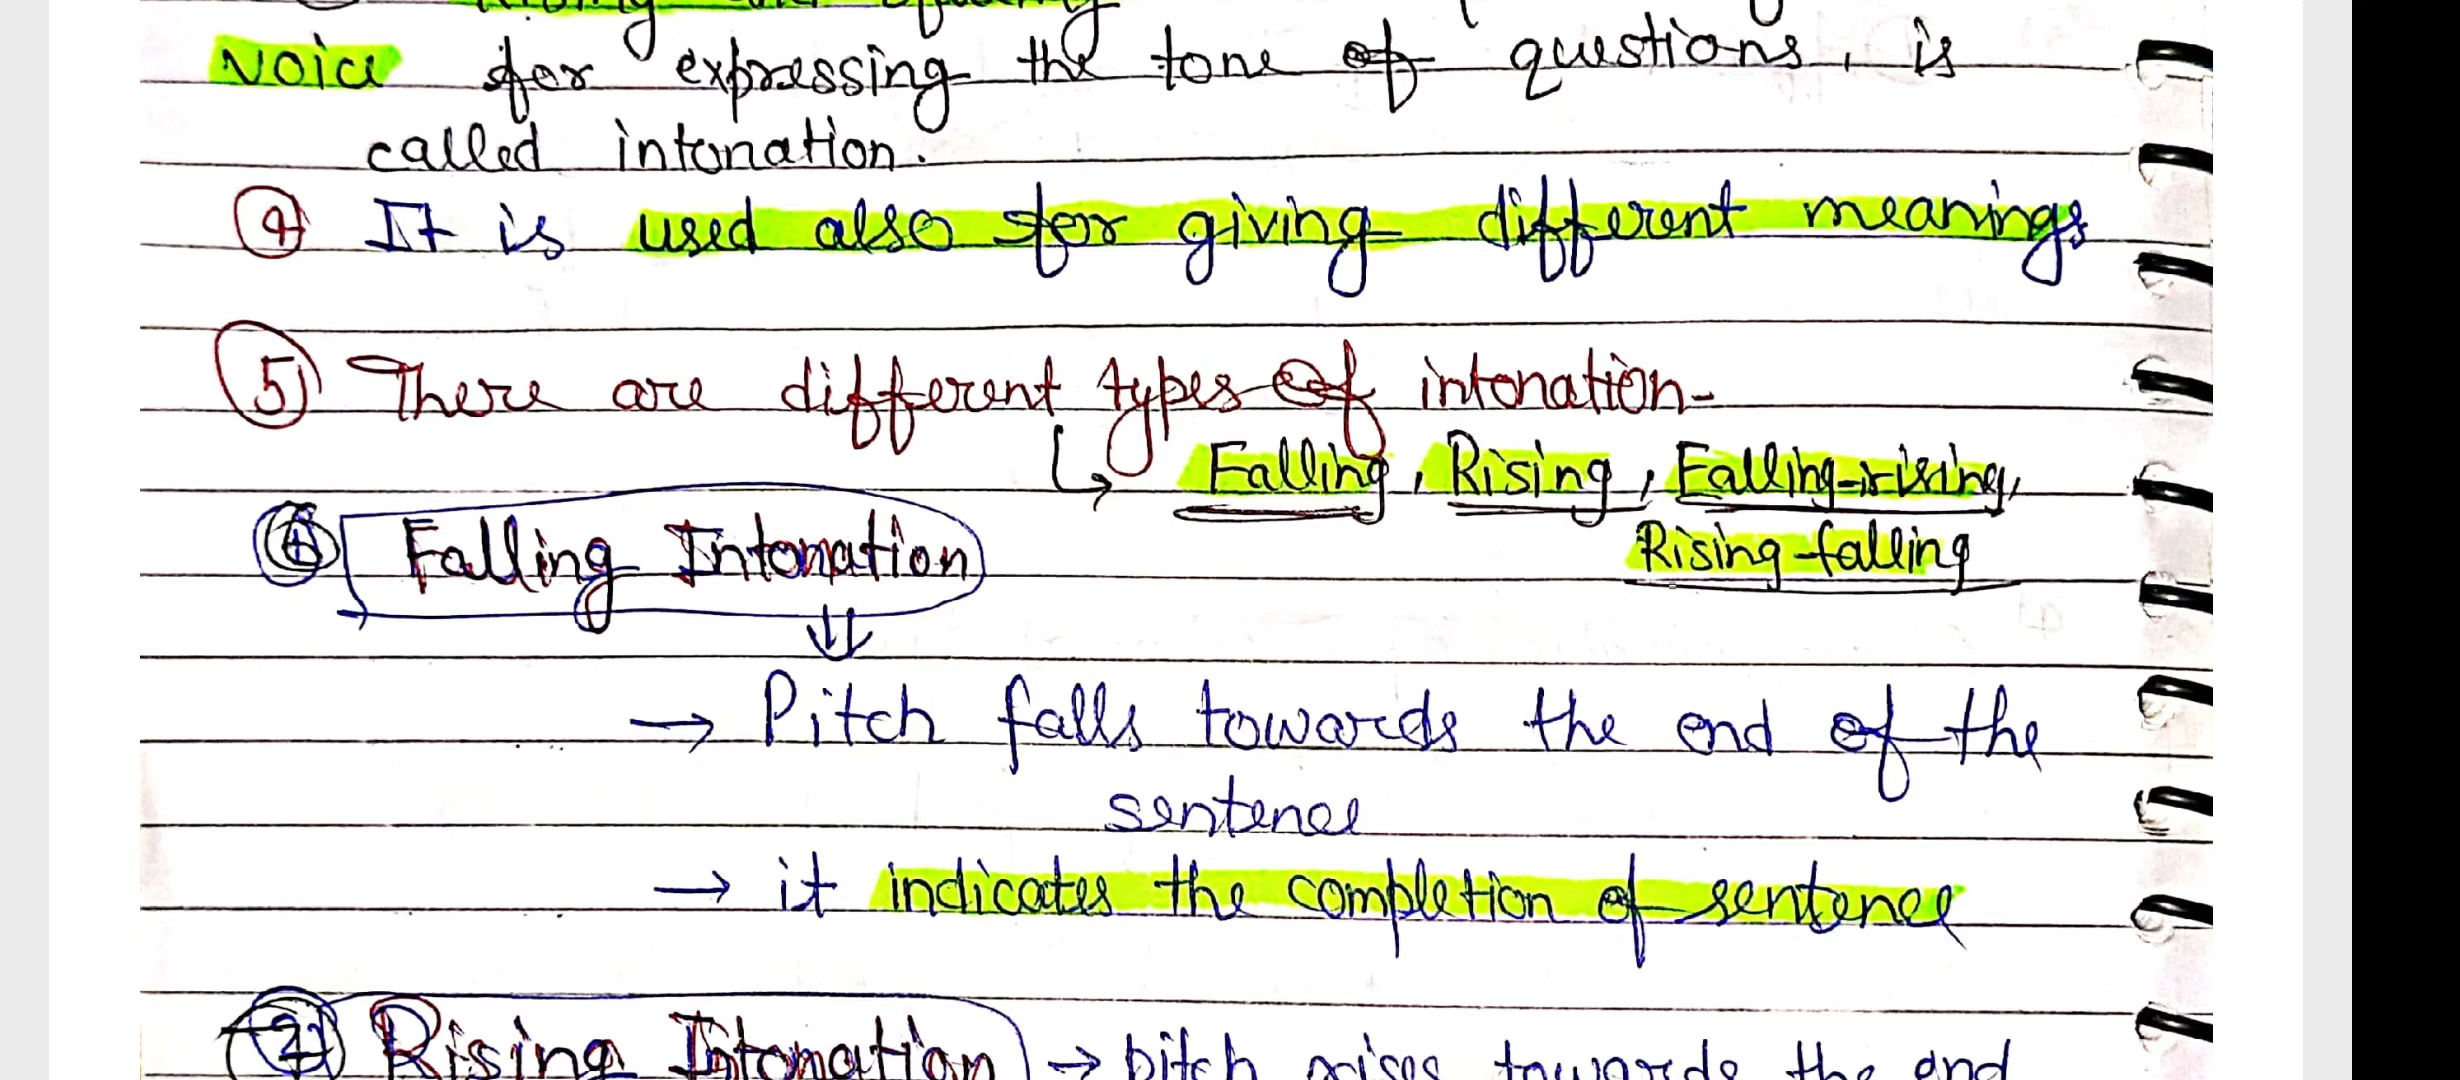 voice for expressing the tone of questions, is
called intonation.
4 It is used also for giving different meanings
5 There are different types of intonation-
↳ Falling, Rising, Falling-rising,
Rising-falling
6 Falling Intonation
→ Pitch falls towards the end of the
sentence
→ it indicates the completion of sentence
7 Rising Intonation → pitch rises towards the end